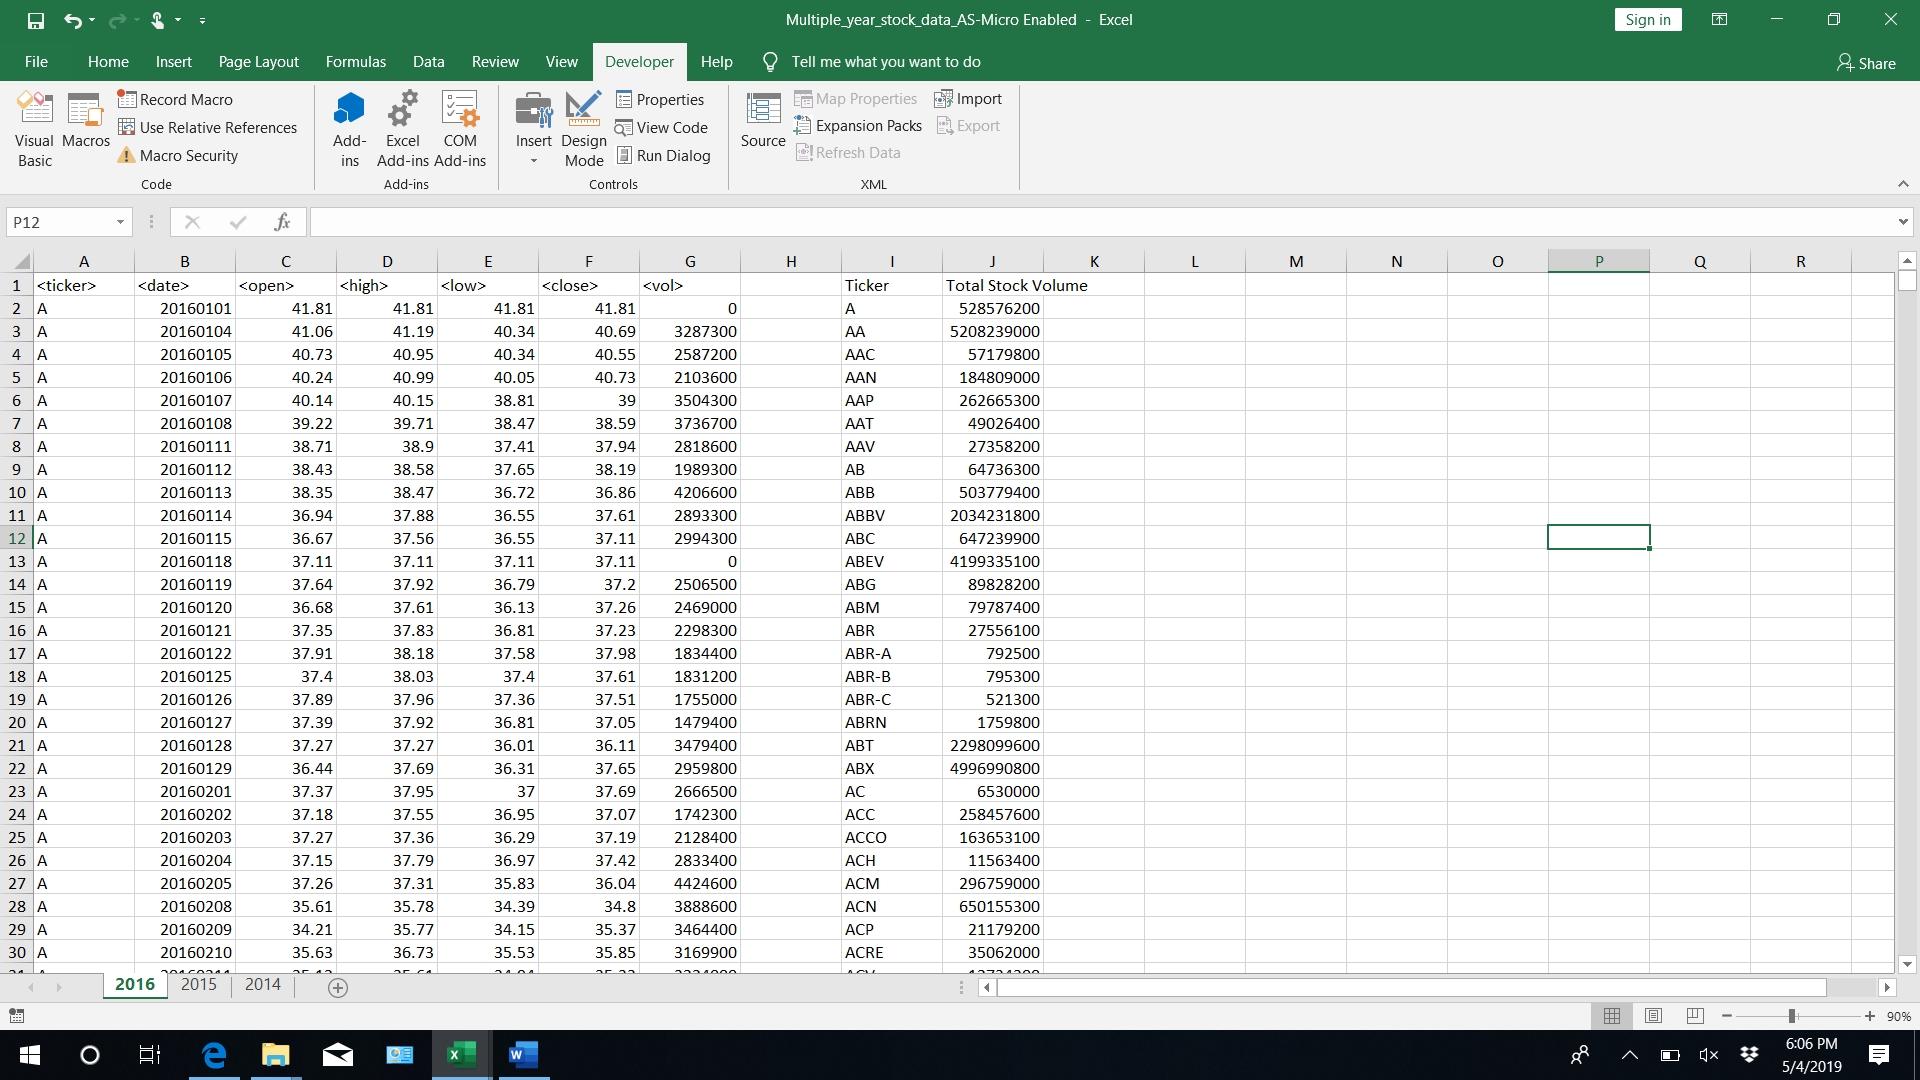 Multiple_year_stock_data_AS-Micro Enabled - Excel
Sign in
File Home Insert Page Layout Formulas Data Review View Developer Help Tell me what you want to do Share
Visual Basic Macros Record Macro Use Relative References Macro Security
Add-ins Excel Add-ins COM Add-ins
Insert Design Mode Properties View Code Run Dialog
Source Map Properties Expansion Packs Refresh Data Import Export
Code Add-ins Controls XML
P12 fx
A B C D E F G H I J K L M N O P Q R
1 <ticker> <date> <open> <high> <low> <close> <vol> Ticker Total Stock Volume
2 A 20160101 41.81 41.81 41.81 41.81 0 A 528576200
3 A 20160104 41.06 41.19 40.34 40.69 3287300 AA 5208239000
4 A 20160105 40.73 40.95 40.34 40.55 2587200 AAC 57179800
5 A 20160106 40.24 40.99 40.05 40.73 2103600 AAN 184809000
6 A 20160107 40.14 40.15 38.81 39 3504300 AAP 262665300
7 A 20160108 39.22 39.71 38.47 38.59 3736700 AAT 49026400
8 A 20160111 38.71 38.9 37.41 37.94 2818600 AAV 27358200
9 A 20160112 38.43 38.58 37.65 38.19 1989300 AB 64736300
10 A 20160113 38.35 38.47 36.72 36.86 4206600 ABB 503779400
11 A 20160114 36.94 37.88 36.55 37.61 2893300 ABBV 2034231800
12 A 20160115 36.67 37.56 36.55 37.11 2994300 ABC 647239900
13 A 20160118 37.11 37.11 37.11 37.11 0 ABEV 4199335100
14 A 20160119 37.64 37.92 36.79 37.2 2506500 ABG 89828200
15 A 20160120 36.68 37.61 36.13 37.26 2469000 ABM 79787400
16 A 20160121 37.35 37.83 36.81 37.23 2298300 ABR 27556100
17 A 20160122 37.91 38.18 37.58 37.98 1834400 ABR-A 792500
18 A 20160125 37.4 38.03 37.4 37.61 1831200 ABR-B 795300
19 A 20160126 37.89 37.96 37.36 37.51 1755000 ABR-C 521300
20 A 20160127 37.39 37.92 36.81 37.05 1479400 ABRN 1759800
21 A 20160128 37.27 37.27 36.01 36.11 3479400 ABT 2298099600
22 A 20160129 36.44 37.69 36.31 37.65 2959800 ABX 4996990800
23 A 20160201 37.37 37.95 37 37.69 2666500 AC 6530000
24 A 20160202 37.18 37.55 36.95 37.07 1742300 ACC 258457600
25 A 20160203 37.27 37.36 36.29 37.19 2128400 ACCO 163653100
26 A 20160204 37.15 37.79 36.97 37.42 2833400 ACH 11563400
27 A 20160205 37.26 37.31 35.83 36.04 4424600 ACM 296759000
28 A 20160208 35.61 35.78 34.39 34.8 3888600 ACN 650155300
29 A 20160209 34.21 35.77 34.15 35.37 3464400 ACP 21179200
30 A 20160210 35.63 36.73 35.53 35.85 3169900 ACRE 35062000
2016 2015 2014
90%
6:06 PM
5/4/2019